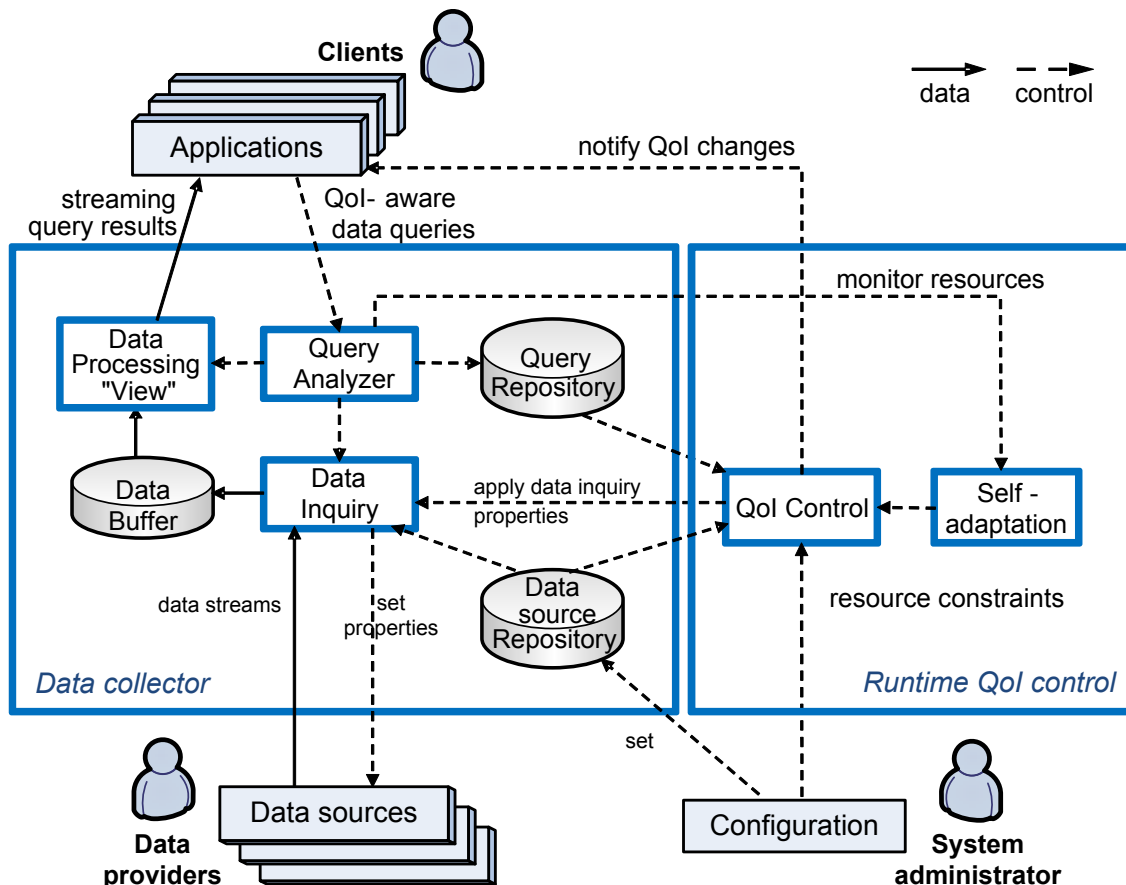 Clients
data
control
Applications
notify QoI changes
streaming
query results
QoI- aware
data queries
monitor resources
Data
Processing
"View"
Query
Analyzer
Query
Repository
Data
Buffer
Data
Inquiry
apply data inquiry
properties
QoI Control
Self -
adaptation
data streams
set
properties
Data
source
Repository
resource constraints
Data collector
Runtime QoI control
set
Data sources
Configuration
Data
providers
System
administrator